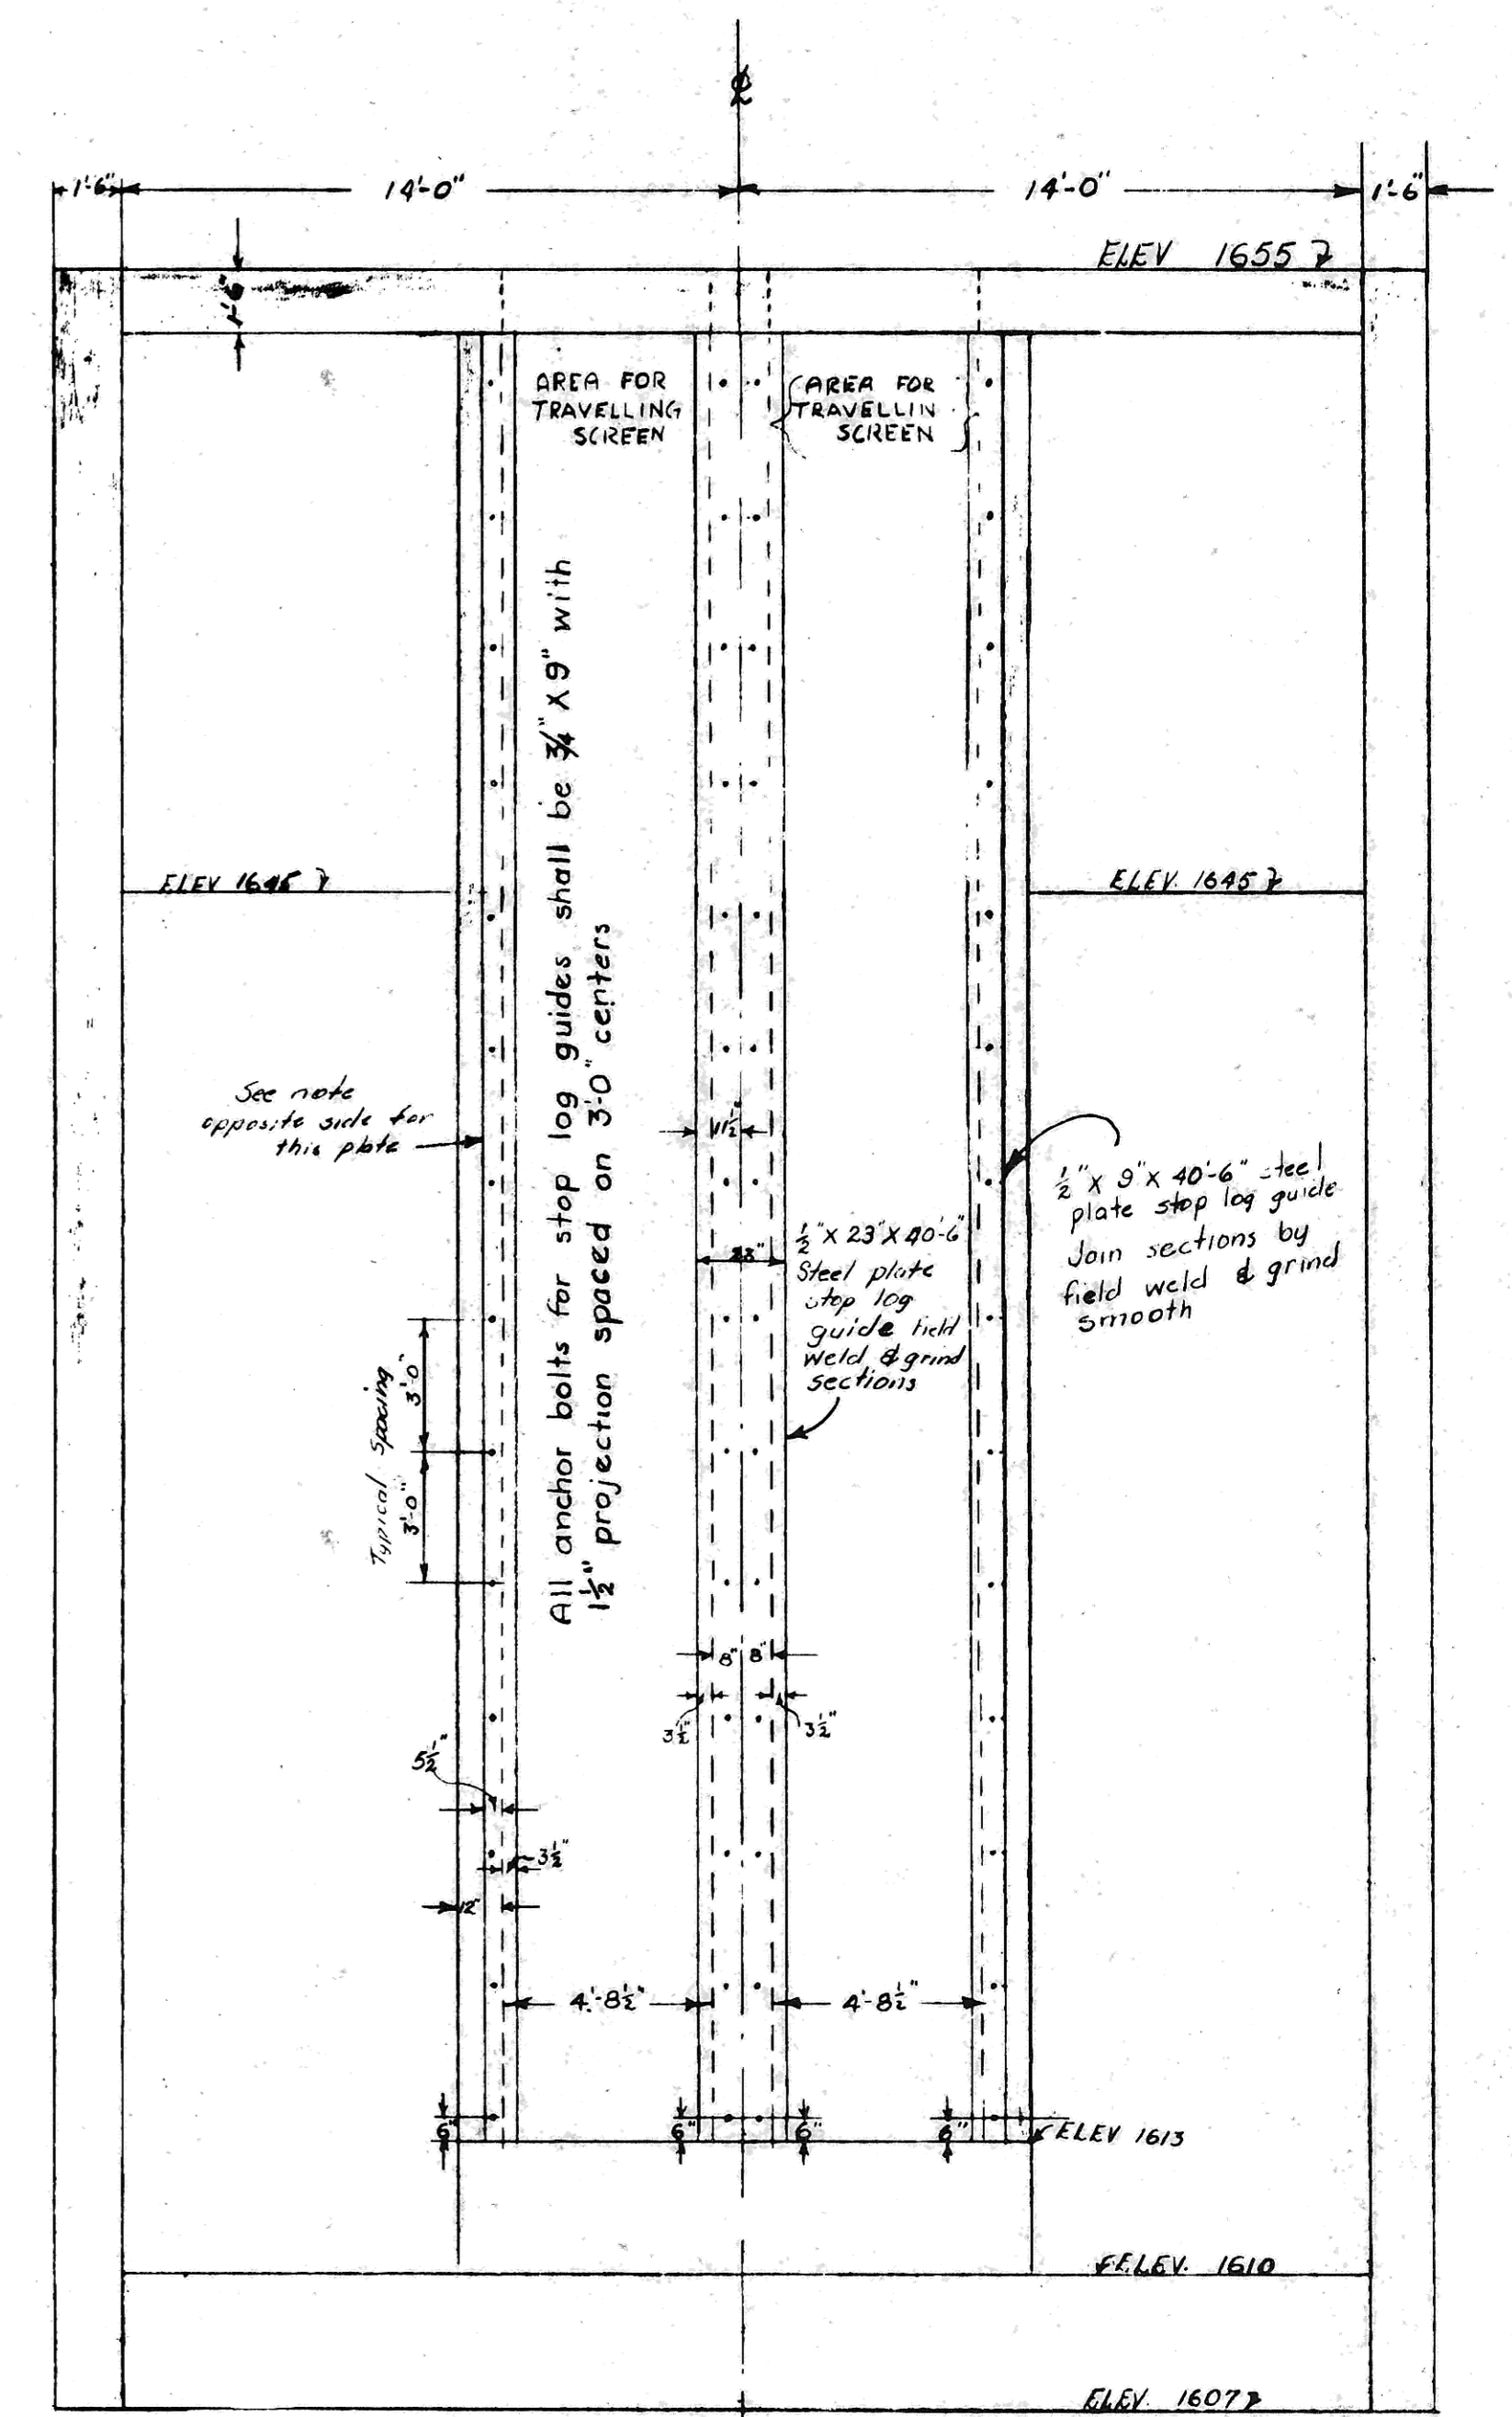 ℄
1'-6"
14'-0"
14'-0"
1'-6"
ELEV 1655
1'-6"
AREA FOR
TRAVELLING
SCREEN
AREA FOR
TRAVELLIN
SCREEN
All anchor bolts for stop log guides shall be 3/4" X 9" with
1 1/2" projection spaced on 3'-0" centers
ELEV 1645
ELEV. 1645
See note
opposite side for
this plate
11 1/2"
1/2" X 9" X 40'-6" steel
plate stop log guide
Join sections by
field weld & grind
smooth
23"
1/2" X 23" X 40'-6"
Steel plate
stop log
guide field
weld & grind
sections
Typical Spacing
3'-0"
3'-0"
8" 8"
3 1/2"
3 1/2"
5 1/2"
3 1/2"
12"
4'-8 1/2"
4'-8 1/2"
6"
6"
6"
6"
ELEV 1613
ELEV. 1610
ELEV. 1607